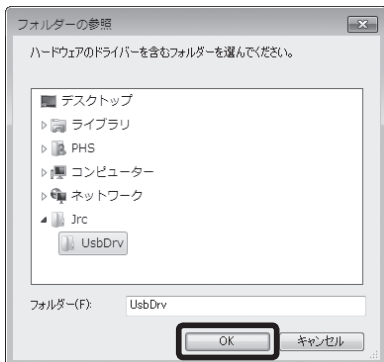 フォルダーの参照
ハードウェアのドライバーを含むフォルダーを選んでください。
デスクトップ
ライブラリ
PHS
コンピューター
ネットワーク
Jrc
UsbDrv
フォルダー(F): UsbDrv
OK キャンセル